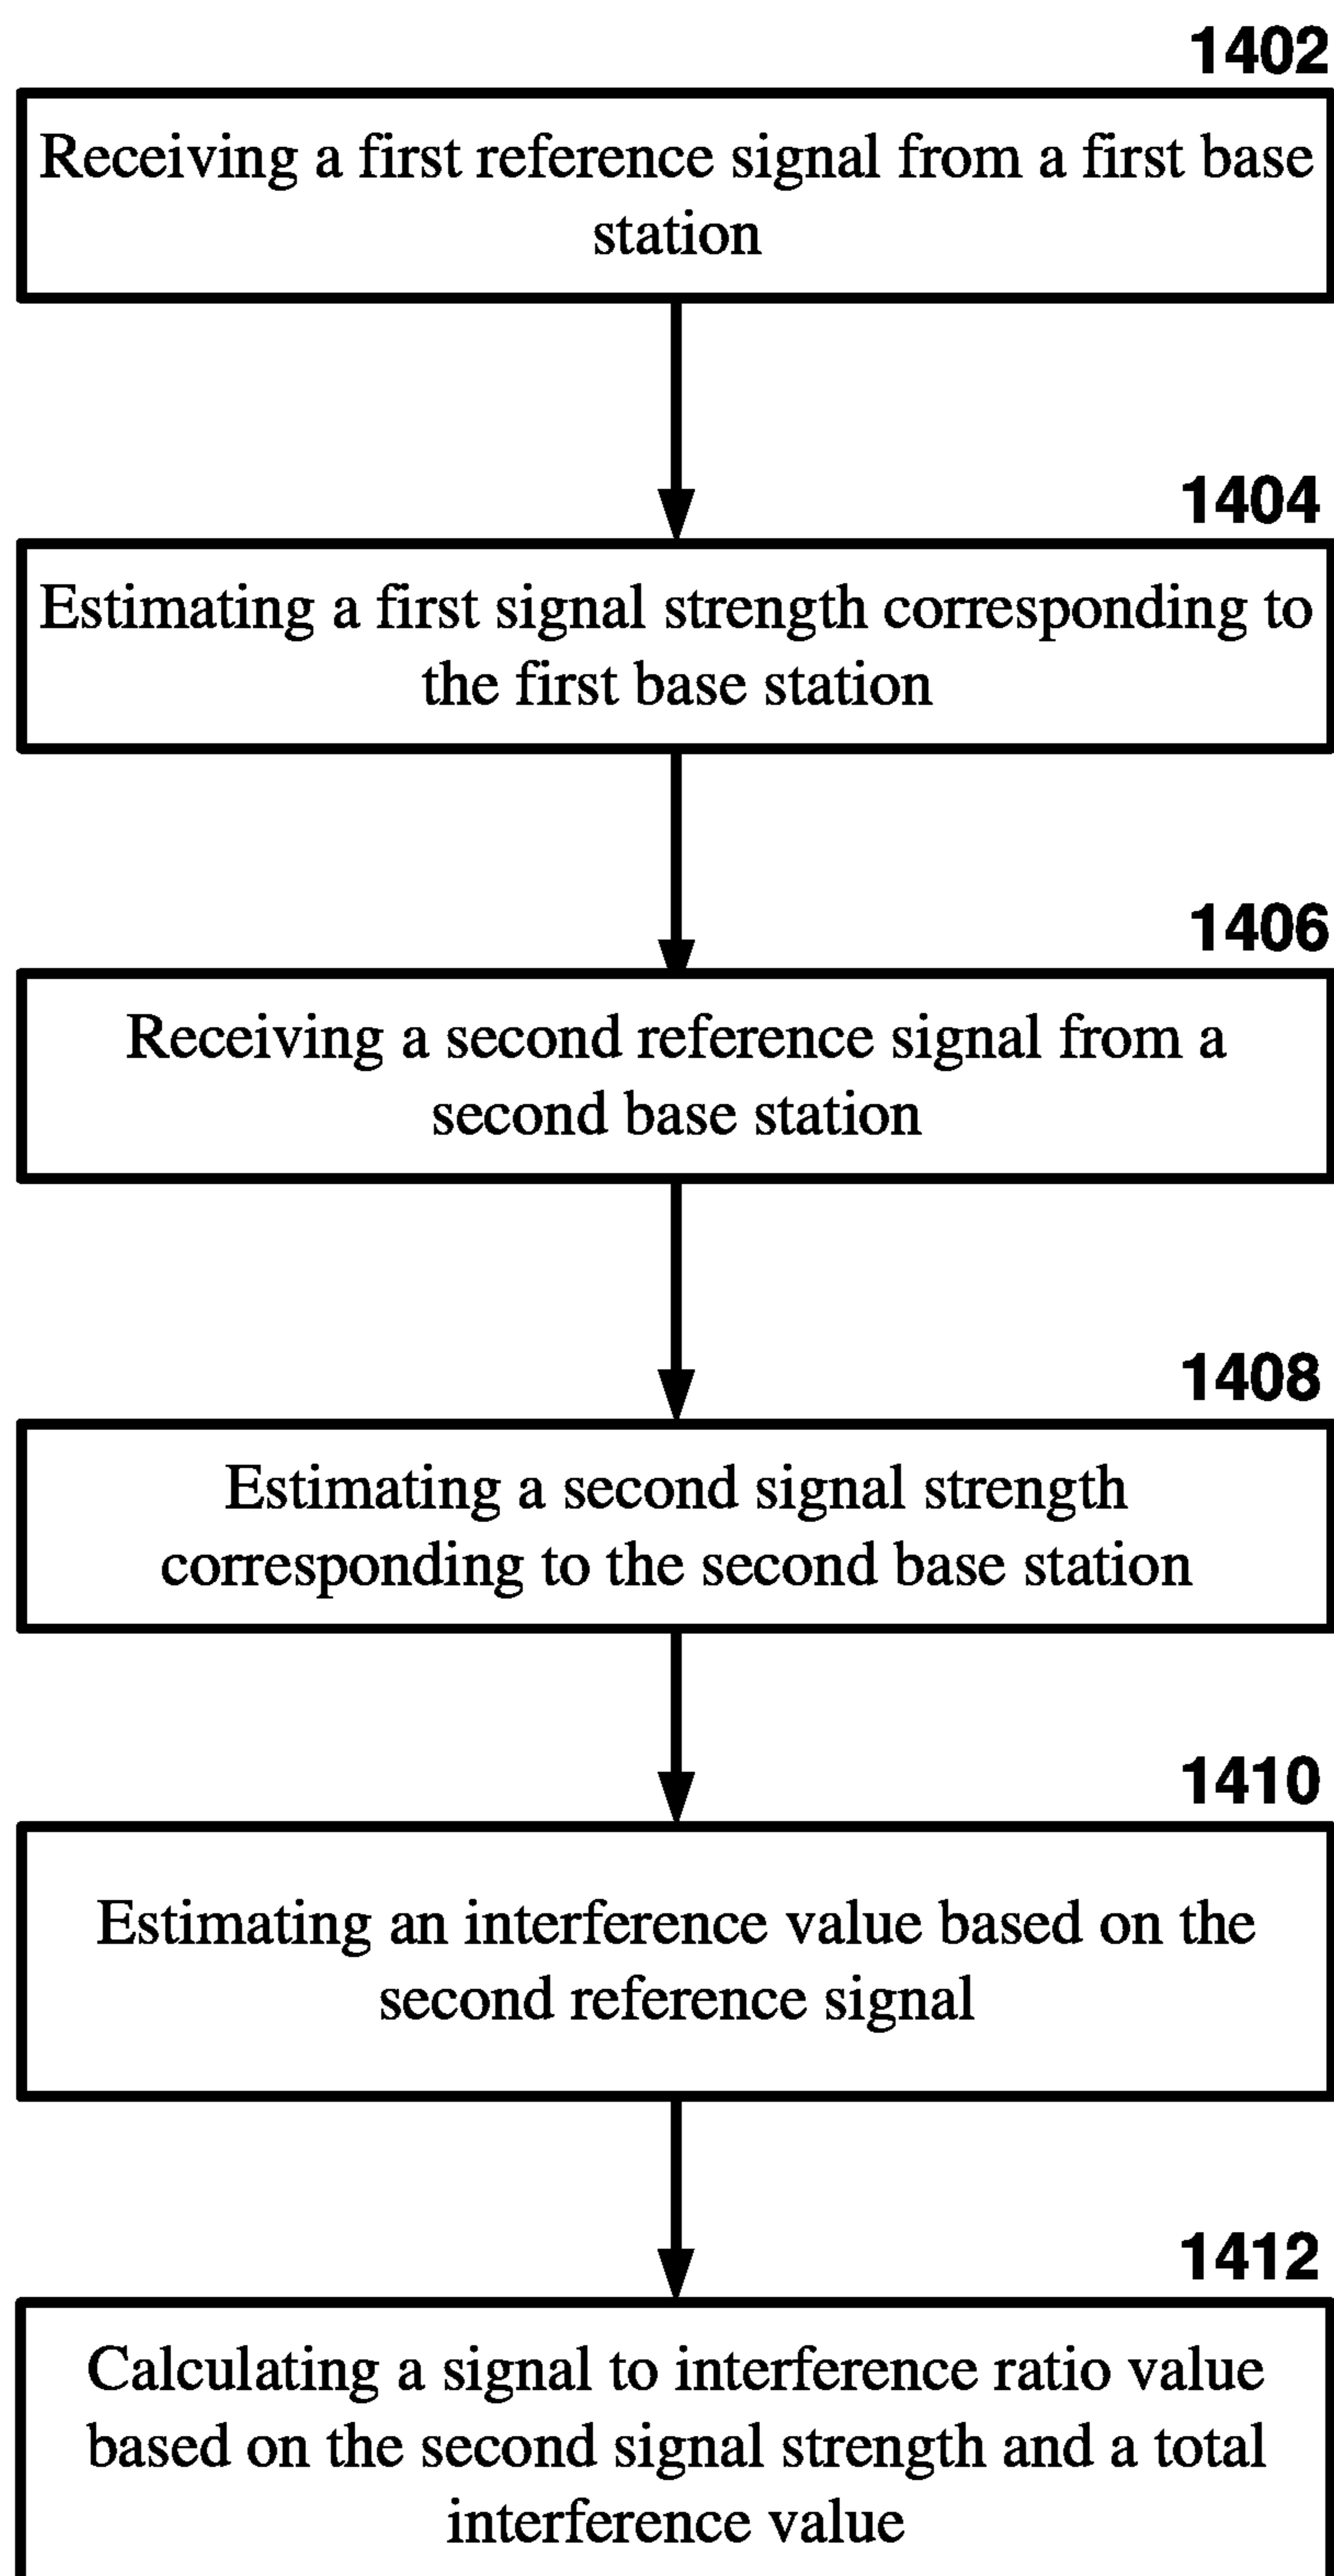 1402
Receiving a first reference signal from a first base
station
1404
Estimating a first signal strength corresponding to
the first base station
1406
Receiving a second reference signal from a
second base station
1408
Estimating a second signal strength
corresponding to the second base station
1410
Estimating an interference value based on the
second reference signal
1412
Calculating a signal to interference ratio value
based on the second signal strength and a total
interference value